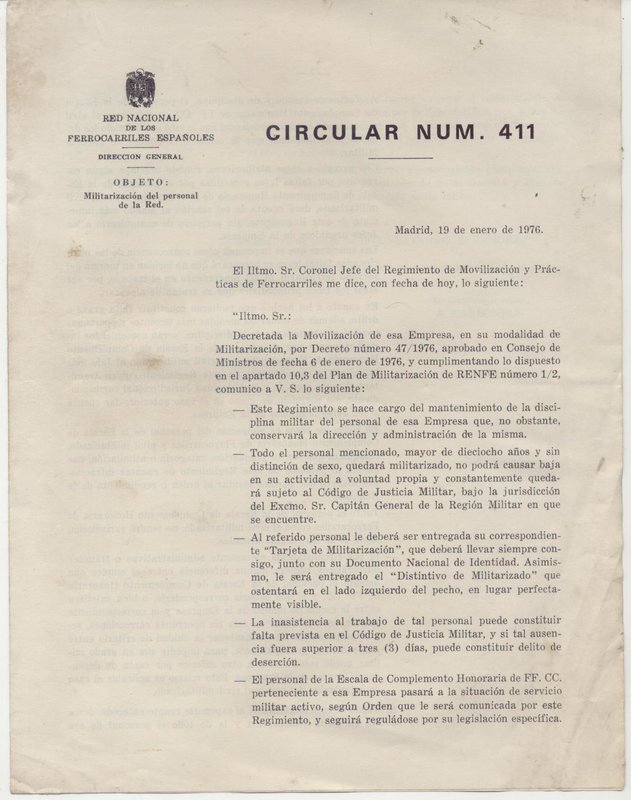 RED NACIONAL
DE LOS
FERROCARRILES ESPAÑOLES
DIRECCION GENERAL
OBJETO:
Militarización del personal
de la Red.
CIRCULAR NUM. 411
Madrid, 19 de enero de 1976.
El Iltmo. Sr. Coronel Jefe del Regimiento de Movilización y Prác-
ticas de Ferrocarriles me dice, con fecha de hoy, lo siguiente:
"Iltmo. Sr.:
Decretada la Movilización de esa Empresa, en su modalidad de
Militarización, por Decreto número 47/1976, aprobado en Consejo de
Ministros de fecha 6 de enero de 1976, y cumplimentando lo dispuesto
en el apartado 10,3 del Plan de Militarización de RENFE número 1/2,
comunico a V. S. lo siguiente:
— Este Regimiento se hace cargo del mantenimiento de la disci-
plina militar del personal de esa Empresa que, no obstante,
conservará la dirección y administración de la misma.
— Todo el personal mencionado, mayor de dieciocho años y sin
distinción de sexo, quedará militarizado, no podrá causar baja
en su actividad a voluntad propia y constantemente queda-
rá sujeto al Código de Justicia Militar, bajo la jurisdicción
del Excmo. Sr. Capitán General de la Región Militar en que
se encuentre.
— Al referido personal le deberá ser entregada su correspondien-
te "Tarjeta de Militarización", que deberá llevar siempre con-
sigo, junto con su Documento Nacional de Identidad. Asimis-
mo, le será entregado el "Distintivo de Militarizado" que
ostentará en el lado izquierdo del pecho, en lugar perfecta-
mente visible.
— La inasistencia al trabajo de tal personal puede constituir
falta prevista en el Código de Justicia Militar, y si tal ausen-
cia fuera superior a tres (3) días, puede constituir delito de
deserción.
— El personal de la Escala de Complemento Honoraria de FF. CC.
perteneciente a esa Empresa pasará a la situación de servicio
militar activo, según Orden que le será comunicada por este
Regimiento, y seguirá reguládose por su legislación específica.